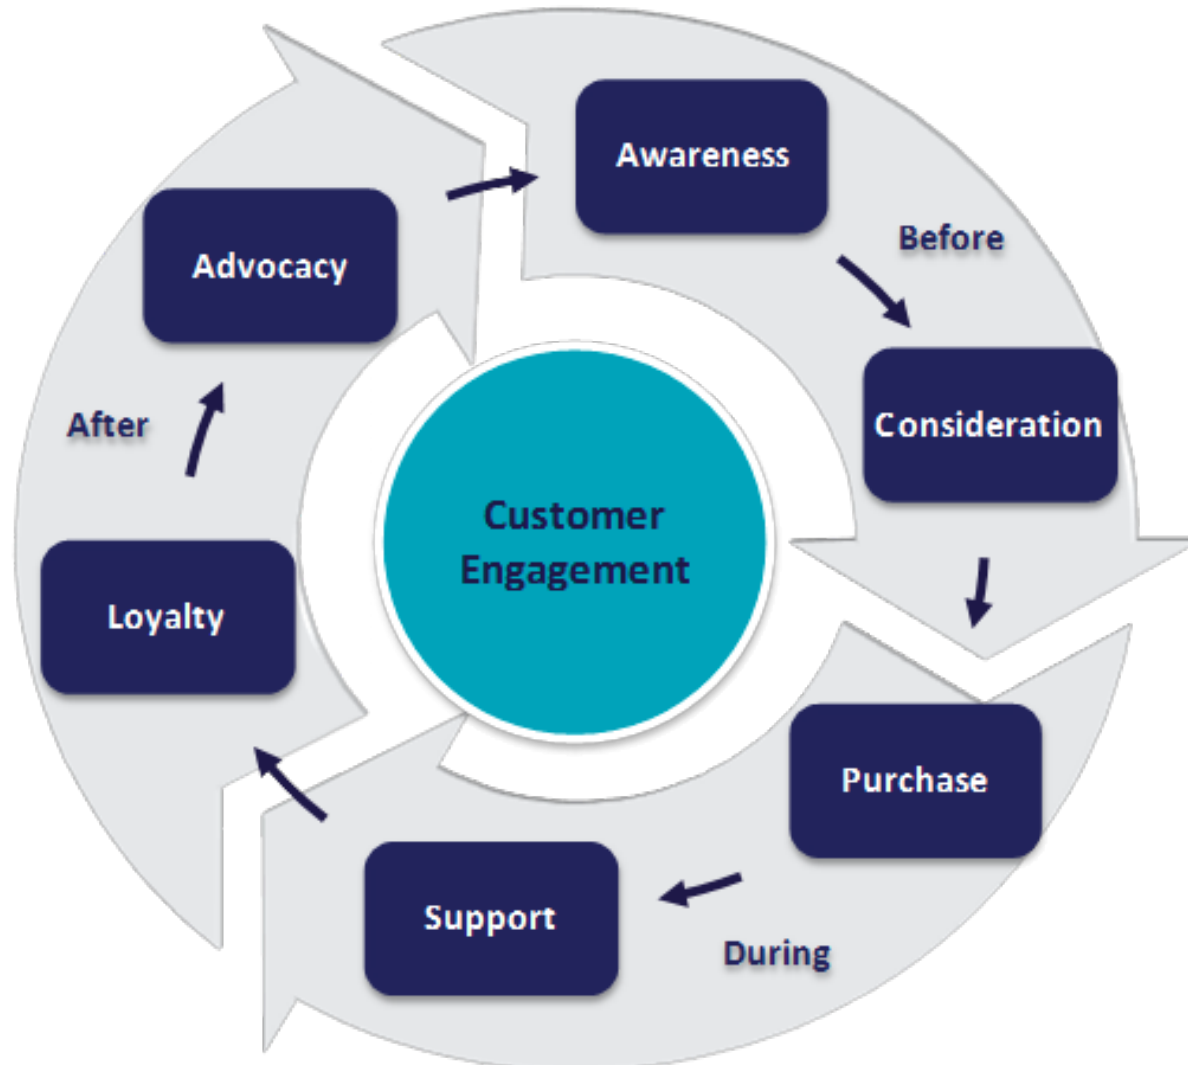 Awareness
Before
Advocacy
Consideration
After
Customer
Engagement
Loyalty
Purchase
Support
During